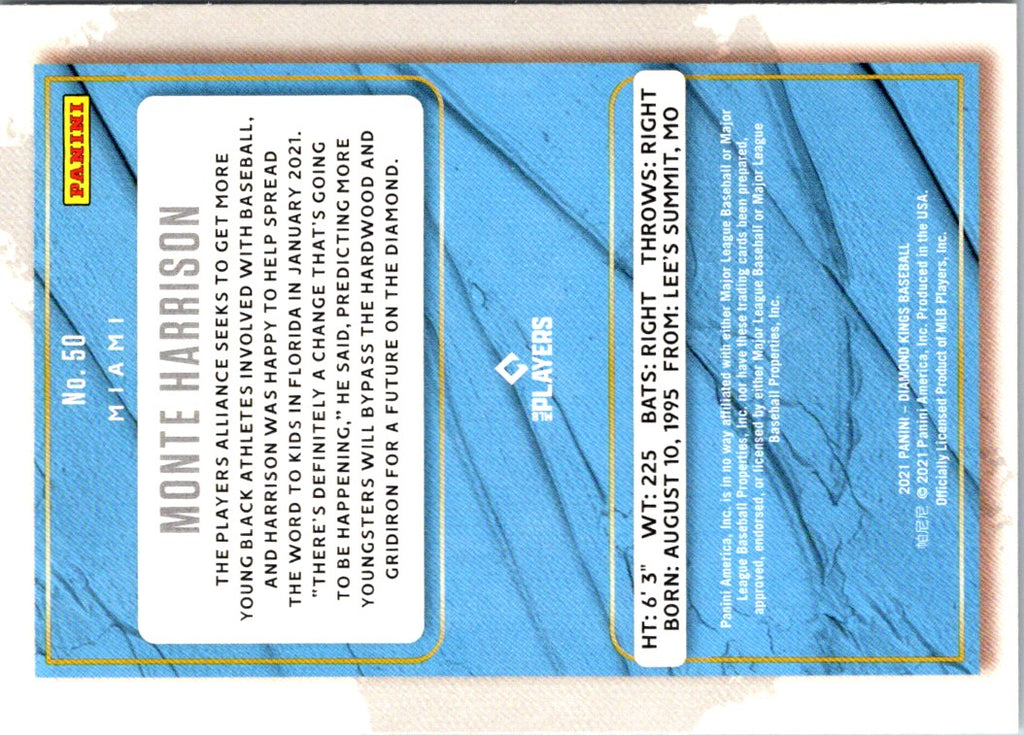 No. 50
PANINI
MIAMI
MONTE HARRISON
THE PLAYERS ALLIANCE SEEKS TO GET MORE
YOUNG BLACK ATHLETES INVOLVED WITH BASEBALL,
AND HARRISON WAS HAPPY TO HELP SPREAD
THE WORD TO KIDS IN FLORIDA IN JANUARY 2021.
"THERE'S DEFINITELY A CHANGE THAT'S GOING
TO BE HAPPENING," HE SAID, PREDICTING MORE
YOUNGSTERS WILL BYPASS THE HARDWOOD AND
GRIDIRON FOR A FUTURE ON THE DIAMOND.
MLB PLAYERS
HT: 6' 3" WT: 225 BATS: RIGHT THROWS: RIGHT
BORN: AUGUST 10, 1995 FROM: LEE'S SUMMIT, MO
Panini America, Inc. is in no way affiliated with either Major League Baseball or Major
League Baseball Properties, Inc. nor have these trading cards been prepared,
approved, endorsed, or licensed by either Major League Baseball or Major League
Baseball Properties, Inc.
2021 PANINI – DIAMOND KINGS BASEBALL
帕尼尼 © 2021 Panini America, Inc. Produced in the USA.
Officially Licensed Product of MLB Players, Inc.